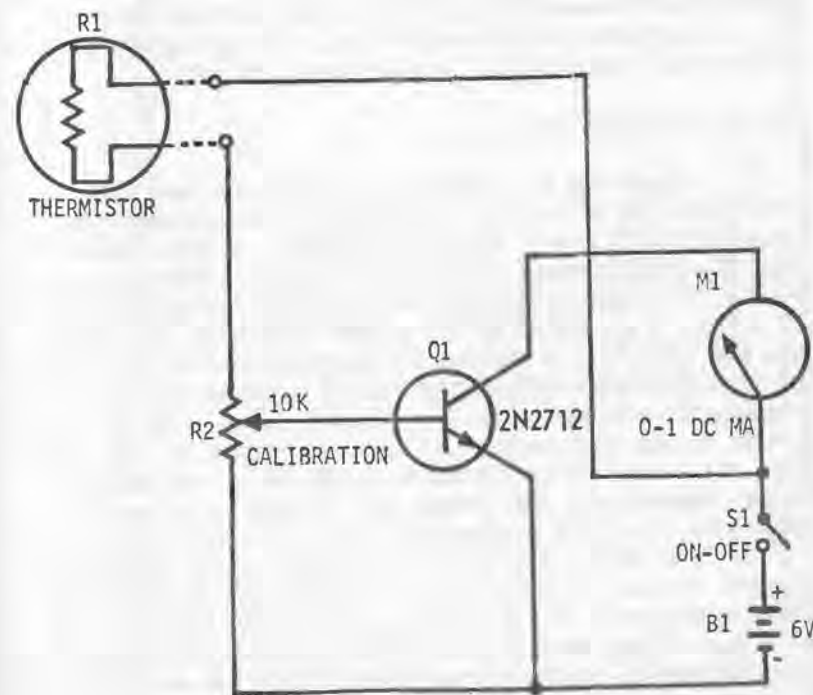 R1
THERMISTOR
M1
Q1
10K
R2
2N2712
0-1 DC MA
CALIBRATION
S1
ON-OFF
+
B1
6V
-